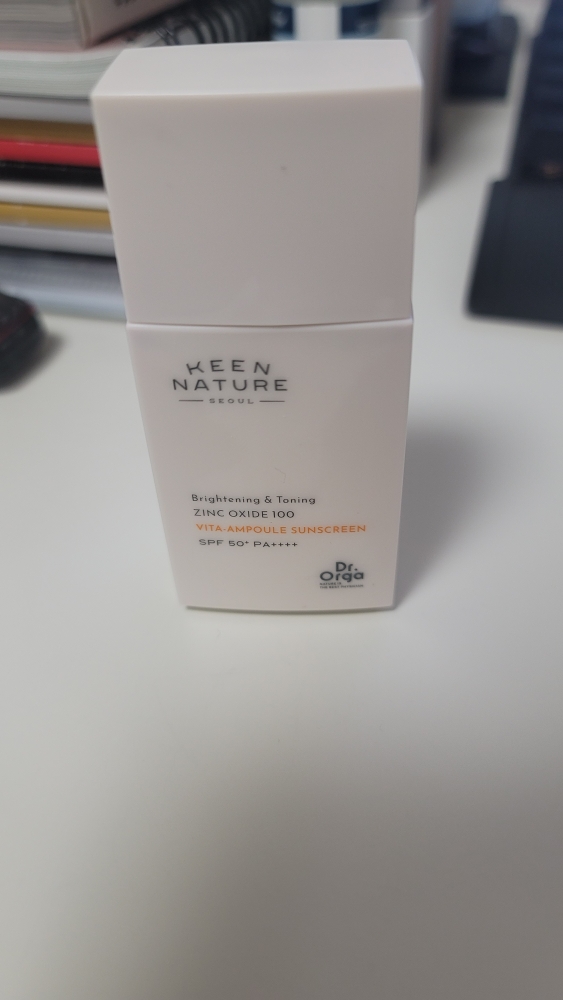 KEEN
NATURE
SEOUL
Brightening & Toning
ZINC OXIDE 100
VITA-AMPOULE SUNSCREEN
SPF 50+ PA++++
Dr.
Orga